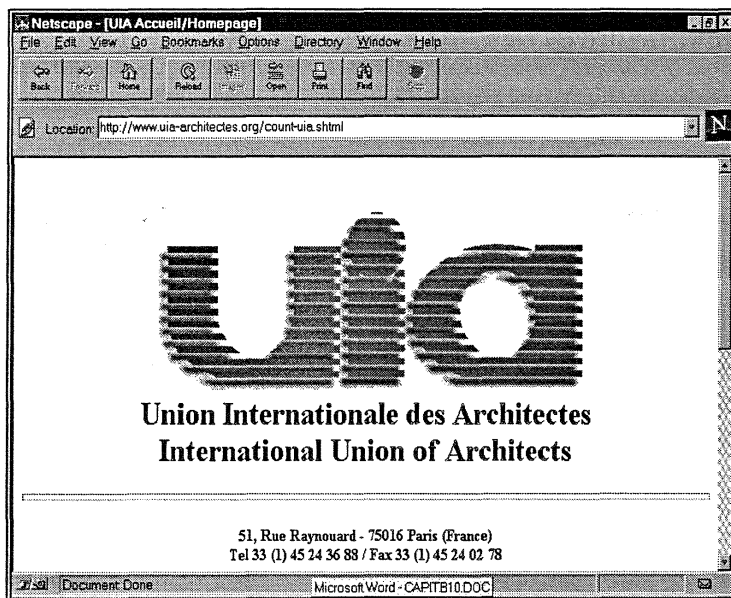 Netscape - [UIA Accueil/Homepage]
File Edit View Go Bookmarks Options Directory Window Help
Back Forward Home Reload Images Open Print Find Stop
Location: http://www.uia-architectes.org/count-uia.shtml
N
uia
Union Internationale des Architectes
International Union of Architects
51, Rue Raynouard - 75016 Paris (France)
Tel 33 (1) 45 24 36 88 / Fax 33 (1) 45 24 02 78
Document Done
Microsoft Word - CAPITB10.DOC